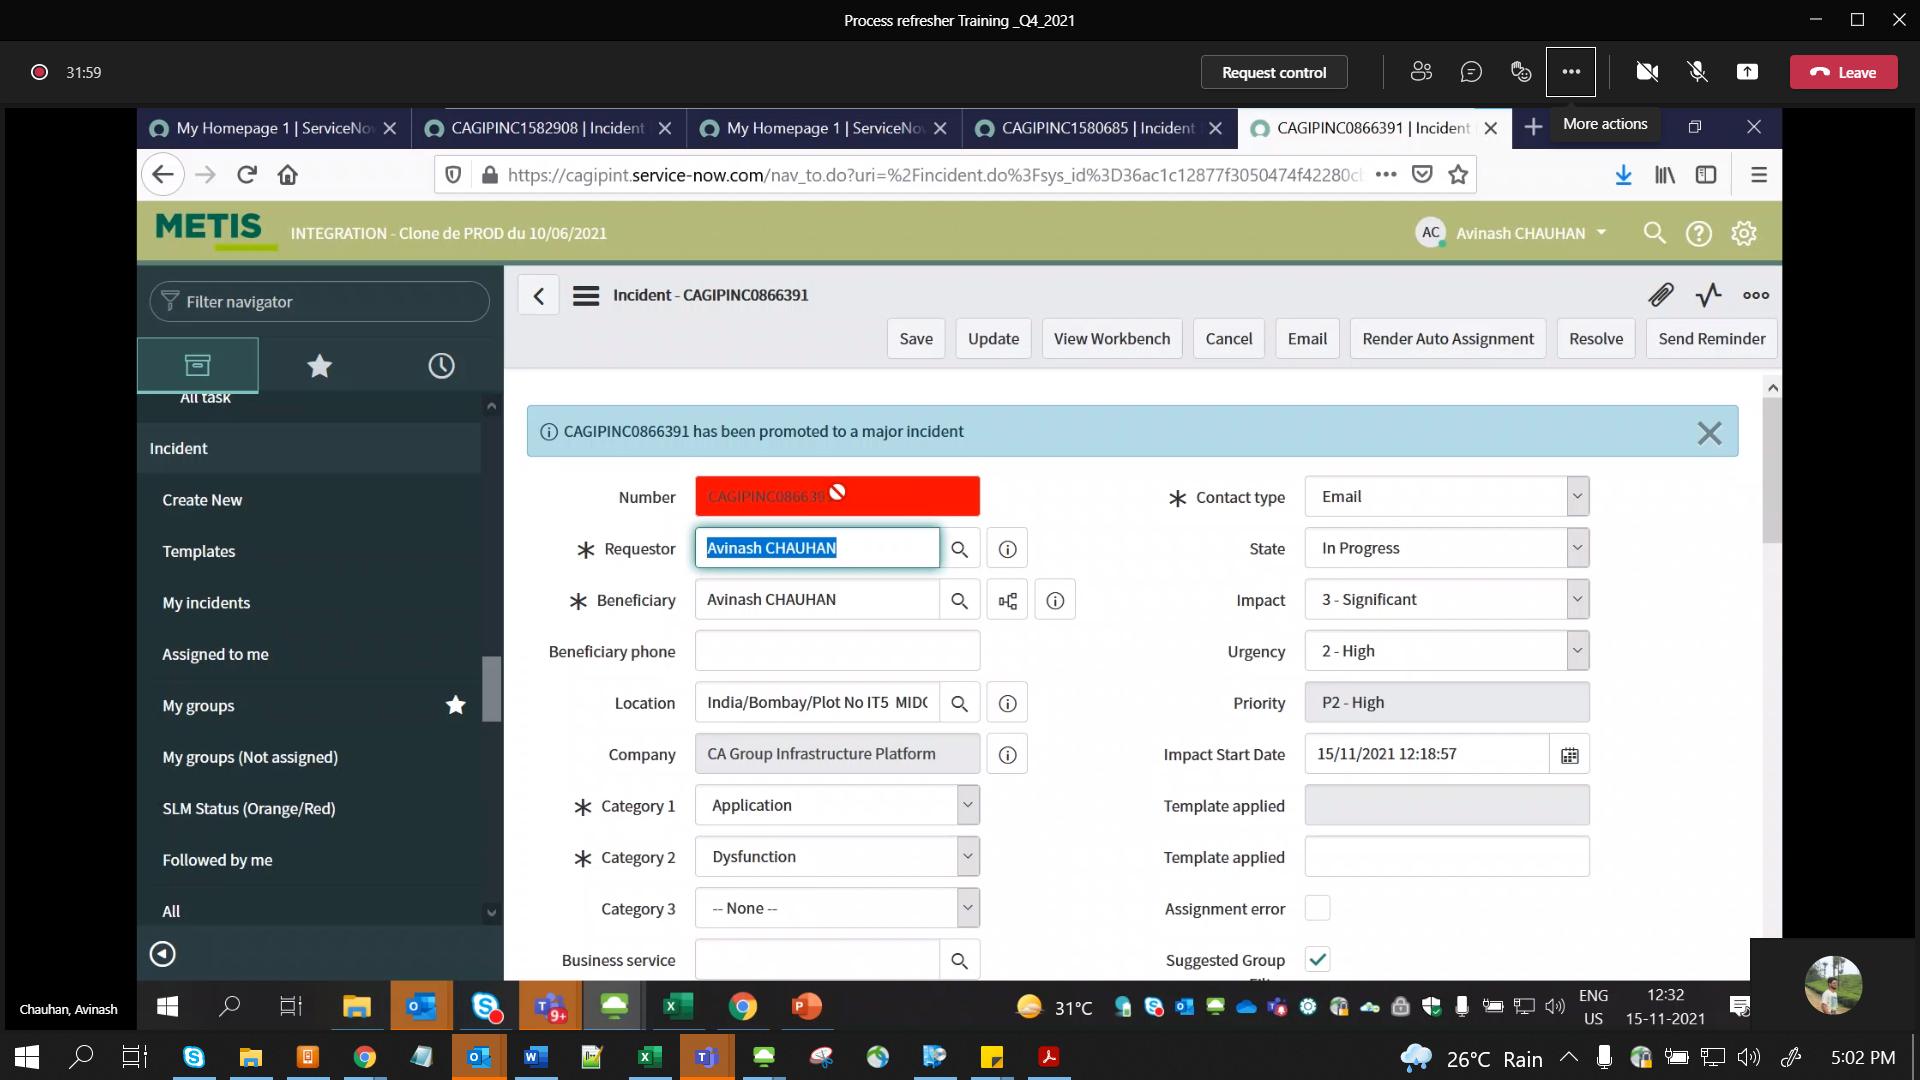 Process refresher Training _Q4_2021
31:59
Request control
Leave
More actions
My Homepage 1 | ServiceNo
CAGIPINC1582908 | Incident
My Homepage 1 | ServiceNo
CAGIPINC1580685 | Incident
CAGIPINC0866391 | Incident
https://cagipint.service-now.com/nav_to.do?uri=%2Fincident.do%3Fsys_id%3D36ac1c12877f3050474f42280cb
METIS
INTEGRATION - Clone de PROD du 10/06/2021
AC
Avinash CHAUHAN
Filter navigator
Incident - CAGIPINC0866391
Save
Update
View Workbench
Cancel
Email
Render Auto Assignment
Resolve
Send Reminder
All task
Incident
Create New
Templates
My incidents
Assigned to me
My groups
My groups (Not assigned)
SLM Status (Orange/Red)
Followed by me
All
CAGIPINC0866391 has been promoted to a major incident
Number
CAGIPINC086639
Requestor
Avinash CHAUHAN
Beneficiary
Avinash CHAUHAN
Beneficiary phone
Location
India/Bombay/Plot No IT5 MIDC
Company
CA Group Infrastructure Platform
Category 1
Application
Category 2
Dysfunction
Category 3
-- None --
Business service
Contact type
Email
State
In Progress
Impact
3 - Significant
Urgency
2 - High
Priority
P2 - High
Impact Start Date
15/11/2021 12:18:57
Template applied
Template applied
Assignment error
Suggested Group
Chauhan, Avinash
9+
31°C
ENG
US
12:32
15-11-2021
26°C Rain
5:02 PM